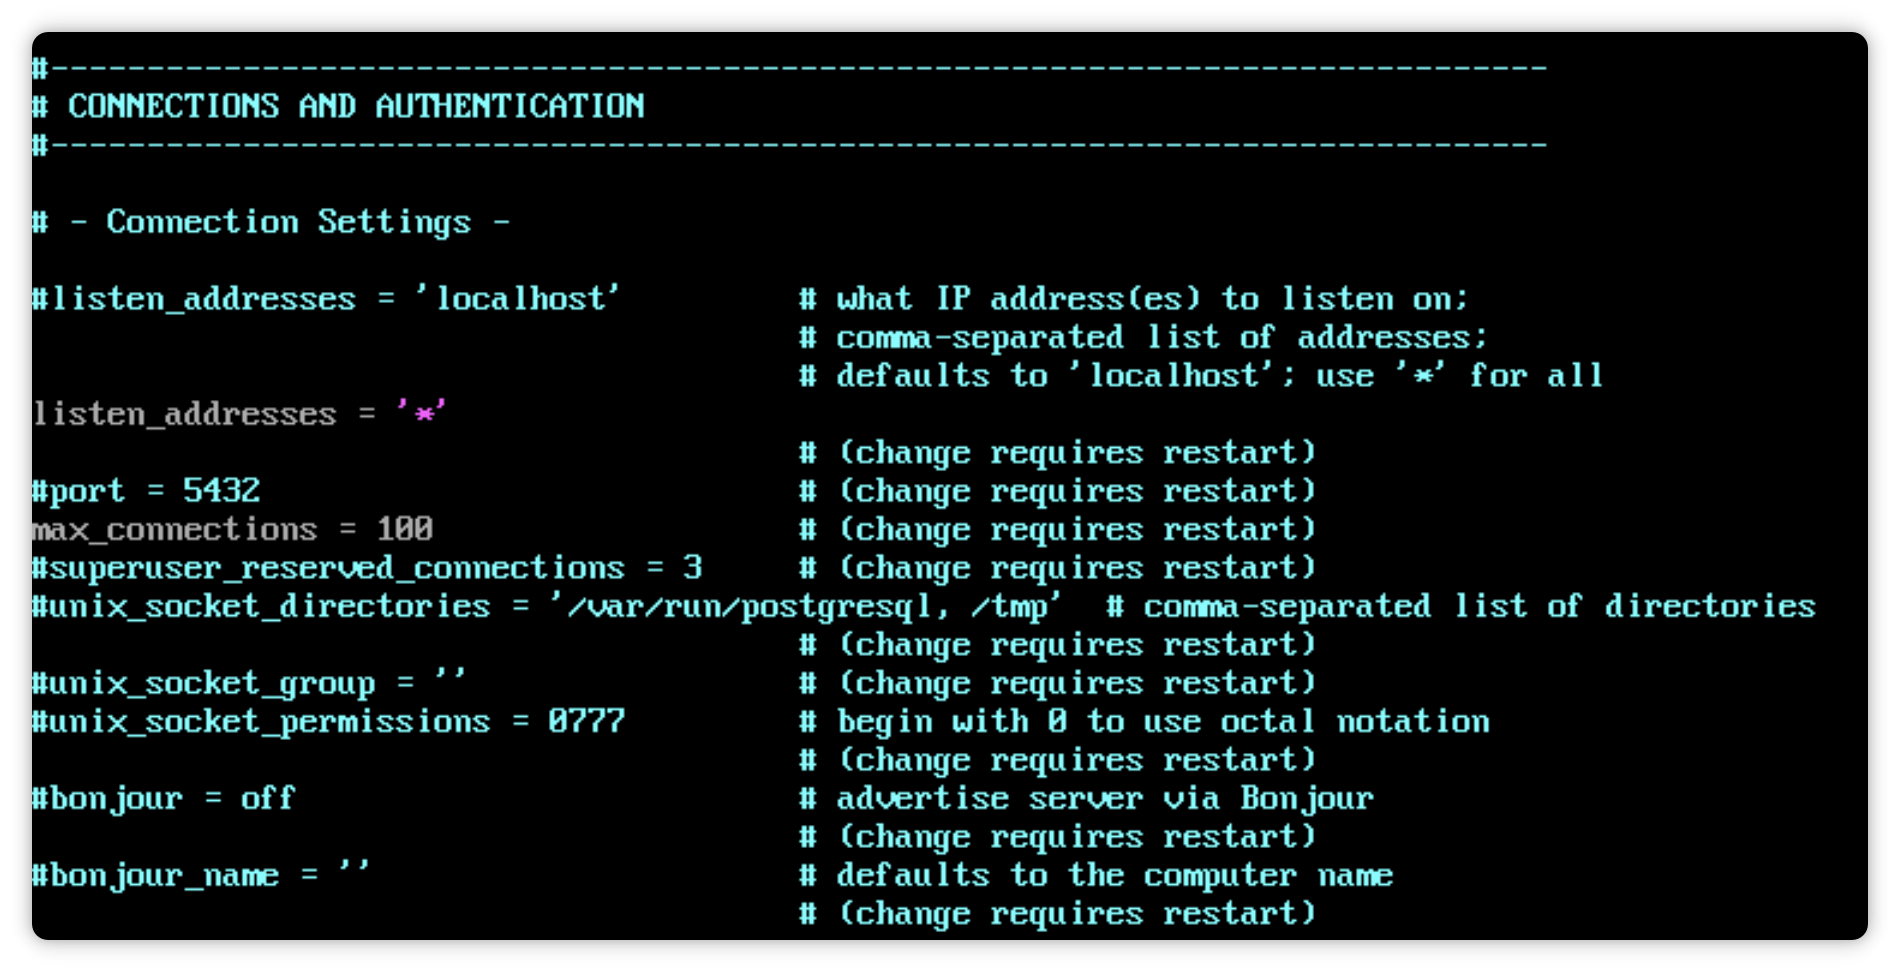 #------------------------------------------------------------------------------
# CONNECTIONS AND AUTHENTICATION
#------------------------------------------------------------------------------

# - Connection Settings -

#listen_addresses = 'localhost'         # what IP address(es) to listen on;
                                        # comma-separated list of addresses;
                                        # defaults to 'localhost'; use '*' for all
listen_addresses = '*'
                                        # (change requires restart)
#port = 5432                            # (change requires restart)
max_connections = 100                   # (change requires restart)
#superuser_reserved_connections = 3     # (change requires restart)
#unix_socket_directories = '/var/run/postgresql, /tmp'  # comma-separated list of directories
                                        # (change requires restart)
#unix_socket_group = ''                 # (change requires restart)
#unix_socket_permissions = 0777         # begin with 0 to use octal notation
                                        # (change requires restart)
#bonjour = off                          # advertise server via Bonjour
                                        # (change requires restart)
#bonjour_name = ''                      # defaults to the computer name
                                        # (change requires restart)